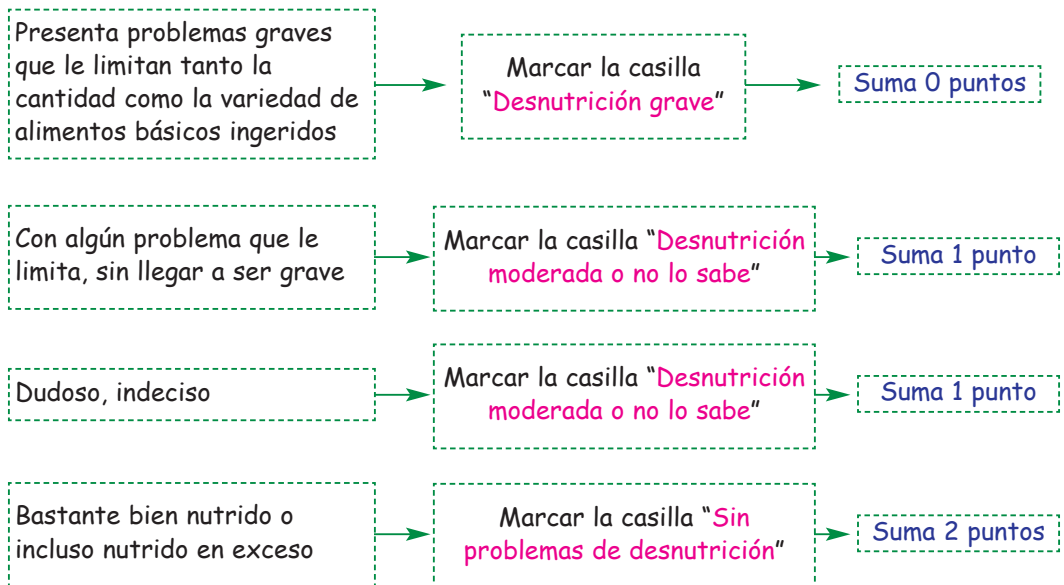 Presenta problemas graves
que le limitan tanto la
cantidad como la variedad de
alimentos básicos ingeridos
Marcar la casilla
“Desnutrición grave”
Suma 0 puntos
Con algún problema que le
limita, sin llegar a ser grave
Marcar la casilla “Desnutrición
moderada o no lo sabe”
Suma 1 punto
Dudoso, indeciso
Marcar la casilla “Desnutrición
moderada o no lo sabe”
Suma 1 punto
Bastante bien nutrido o
incluso nutrido en exceso
Marcar la casilla “Sin
problemas de desnutrición”
Suma 2 puntos